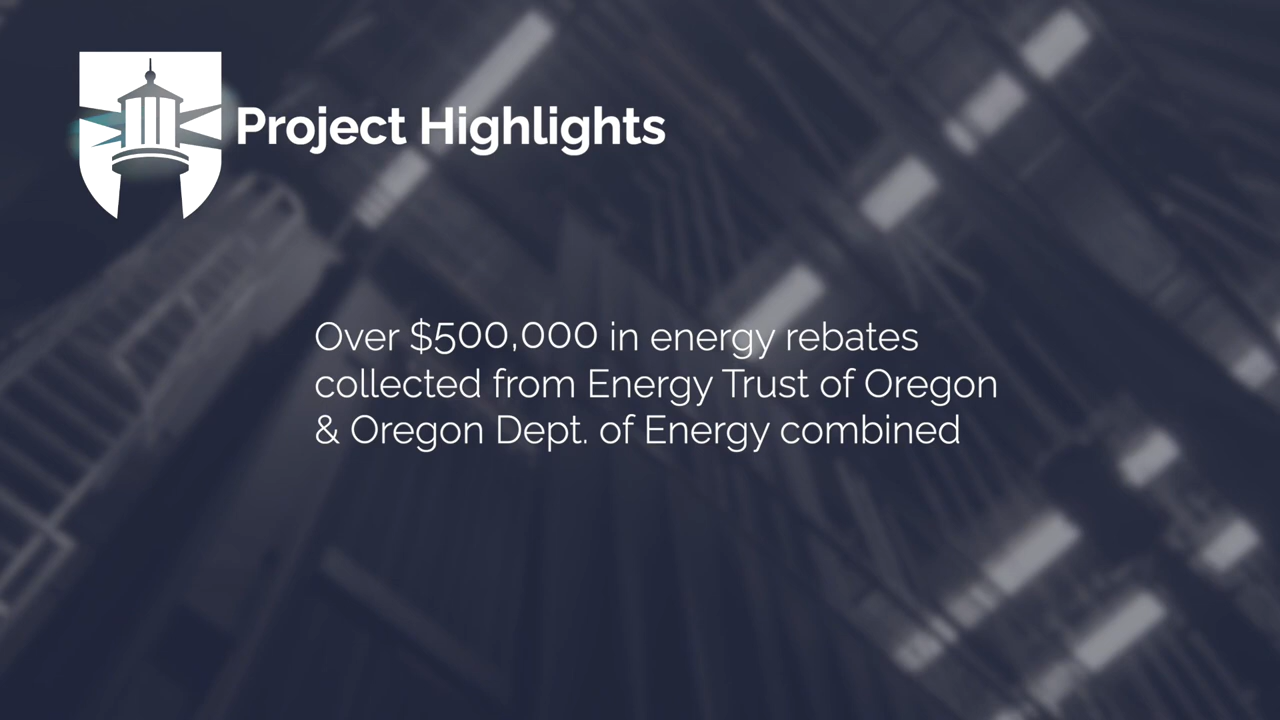 Project Highlights
Over $500,000 in energy rebates
collected from Energy Trust of Oregon
& Oregon Dept. of Energy combined